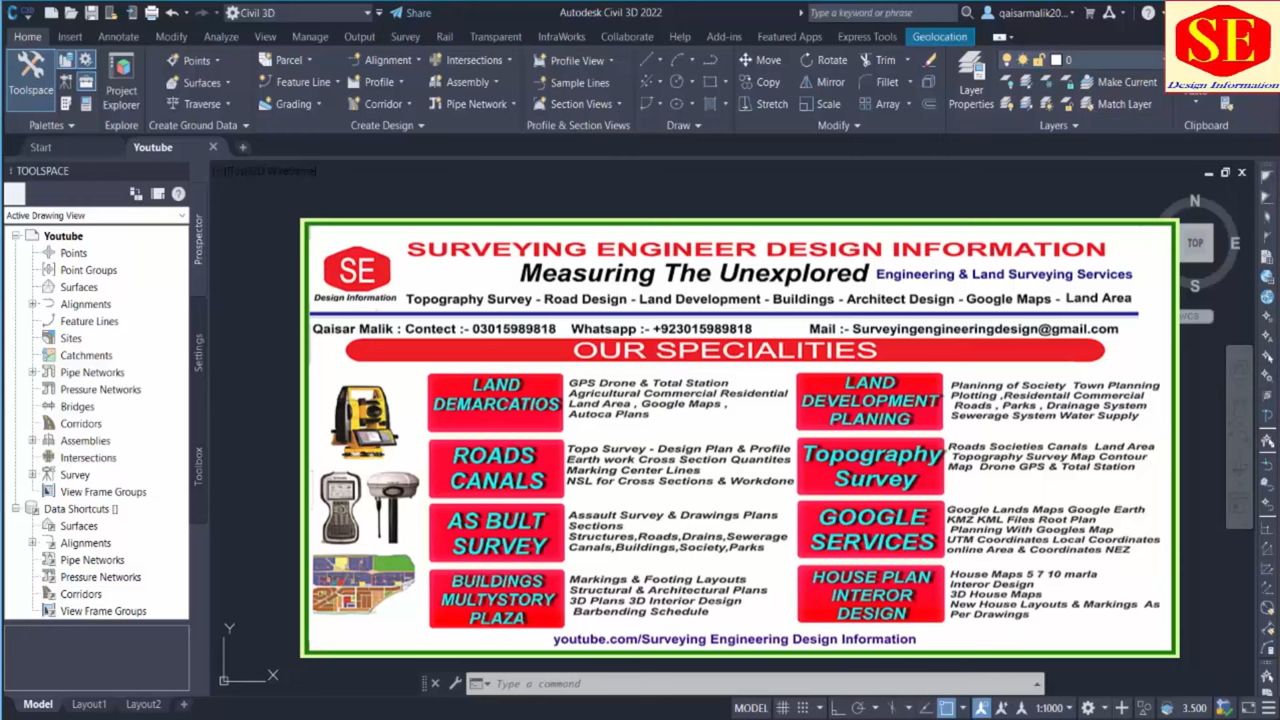 Civil 3D
Share
Autodesk Civil 3D 2022
Type a keyword or phrase
qaisarmalik20...
Home Insert Annotate Modify Analyze View Manage Output Survey Rail Transparent InfraWorks Collaborate Help Add-ins Featured Apps Express Tools Geolocation
SE
Design Information
Toolspace
Project Explorer
Points
Surfaces
Traverse
Parcel
Feature Line
Grading
Alignment
Profile
Corridor
Intersections
Assembly
Pipe Network
Profile View
Sample Lines
Section Views
Move
Copy
Stretch
Rotate
Mirror
Scale
Trim
Fillet
Array
Layer Properties
0
Make Current
Match Layer
Palettes Explore Create Ground Data Create Design Profile & Section Views Draw Modify Layers Clipboard
Start Youtube
TOOLSPACE
Active Drawing View
Youtube
Points
Point Groups
Surfaces
Alignments
Feature Lines
Sites
Catchments
Pipe Networks
Pressure Networks
Bridges
Corridors
Assemblies
Intersections
Survey
View Frame Groups
Data Shortcuts []
Surfaces
Alignments
Pipe Networks
Pressure Networks
Corridors
View Frame Groups
Prospector
Settings
Toolbox
N
TOP
E
S
WCS
SE
Design Information
SURVEYING ENGINEER DESIGN INFORMATION
Measuring The Unexplored Engineering & Land Surveying Services
Topography Survey - Road Design - Land Development - Buildings - Architect Design - Google Maps - Land Area
Qaisar Malik : Contect :- 03015989818 Whatsapp :- +923015989818 Mail :- Surveyingengineeringdesign@gmail.com
OUR SPECIALITIES
LAND
DEMARCATIOS
GPS Drone & Total Station
Agricultural Commercial Residential
Land Area , Google Maps ,
Autoca Plans
LAND
DEVELOPMENT
PLANING
Planinng of Society Town Planning
Plotting ,Residentail Commercial
Roads , Parks , Drainage System
Sewerage System Water Supply
ROADS
CANALS
Topo Survey - Design Plan & Profile
Earth work Cross Section Quantites
Marking Center Lines
NSL for Cross Sections & Workdone
Topography
Survey
Roads Societies Canals Land Area
Topography Survey Map Contour
Map Drone GPS & Total Station
AS BULT
SURVEY
Assault Survey & Drawings Plans
Sections
Structures,Roads,Drains,Sewerage
Canals,Buildings,Society,Parks
GOOGLE
SERVICES
Google Lands Maps Google Earth
KMZ KML Files Root Plan
Planning With Googles Map
UTM Coordinates Local Coordinates
online Area & Coordinates NEZ
BUILDINGS
MULTYSTORY
PLAZA
Markings & Footing Layouts
Structural & Architectural Plans
3D Plans 3D Interior Design
Barbending Schedule
HOUSE PLAN
INTEROR
DESIGN
House Maps 5 7 10 marla
Interor Design
3D House Maps
New House Layouts & Markings As
Per Drawings
youtube.com/Surveying Engineering Design Information
Y
X
Type a command
Model Layout1 Layout2
MODEL
1:1000
3.500